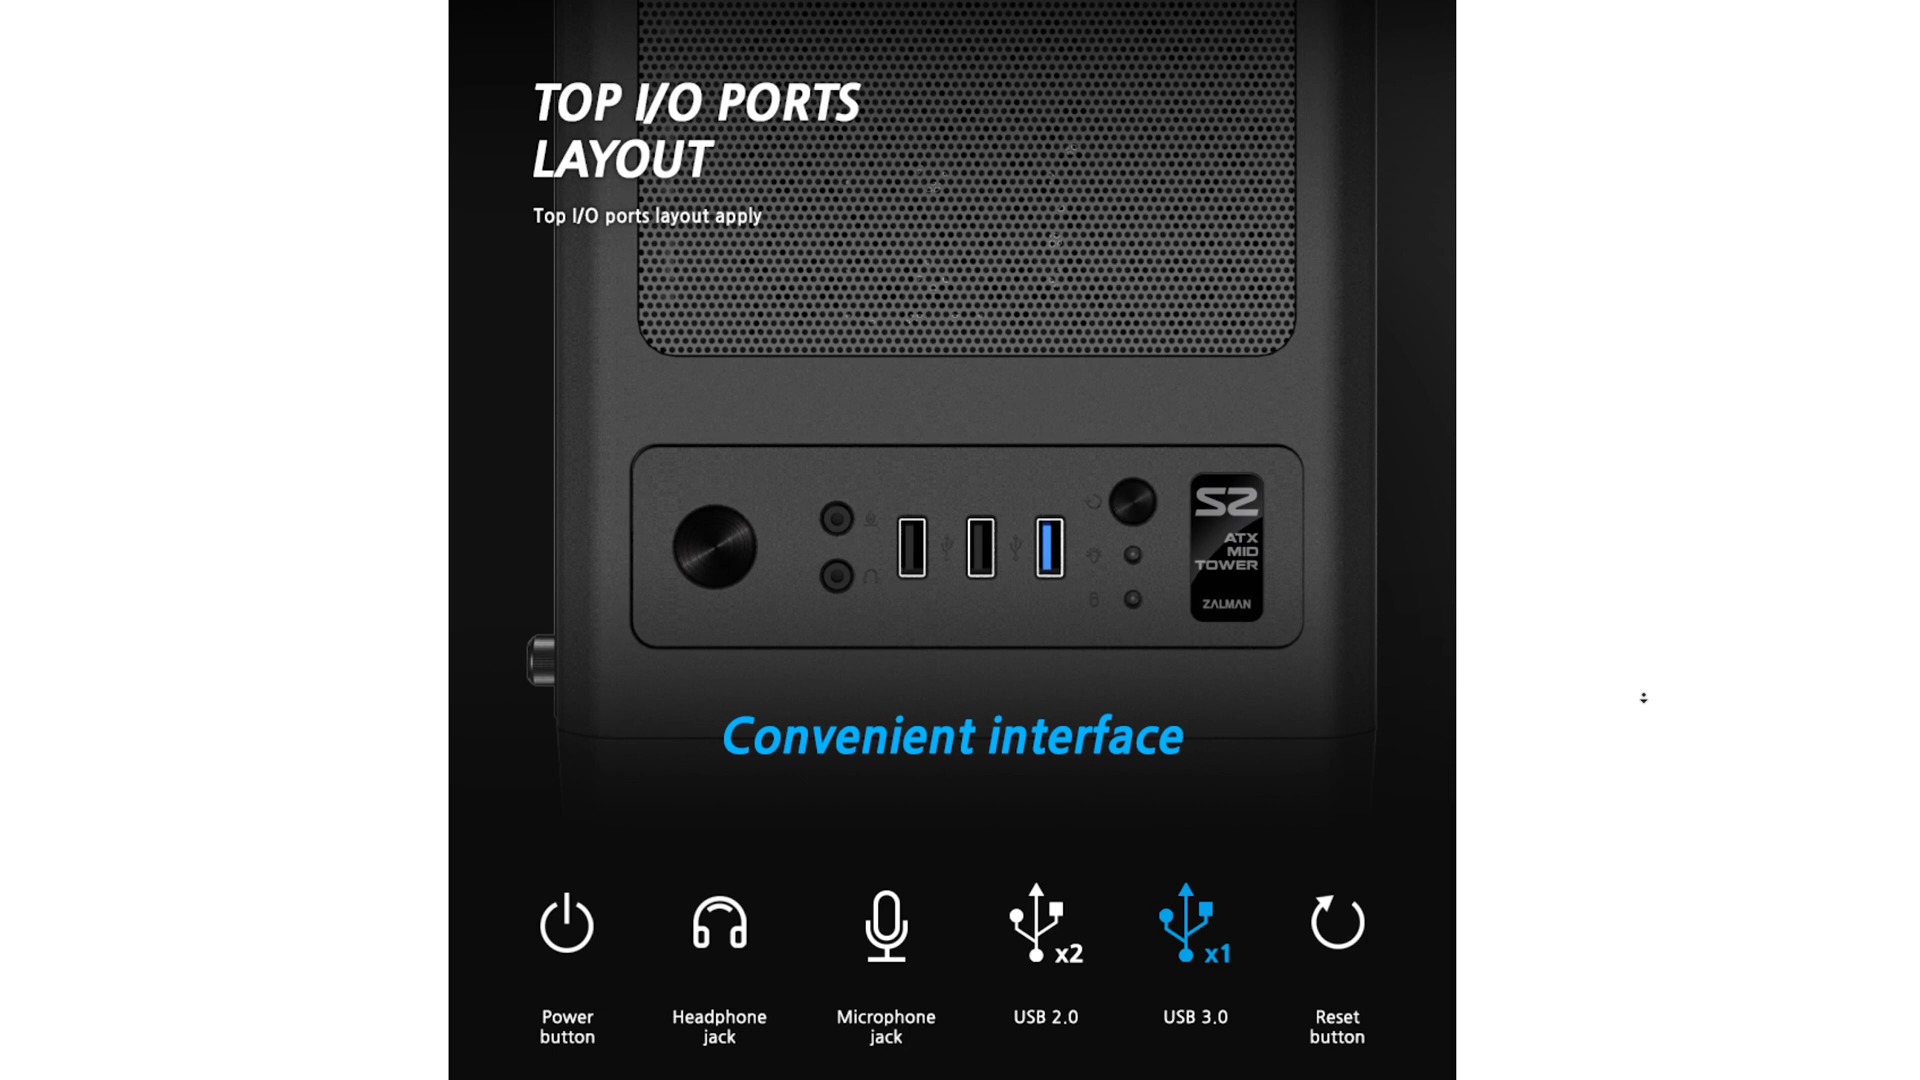 TOP I/O PORTS
LAYOUT
Top I/O ports layout apply
S2
ATX
MID
TOWER
ZALMAN
Convenient interface
x2
x1
Power
button
Headphone
jack
Microphone
jack
USB 2.0
USB 3.0
Reset
button